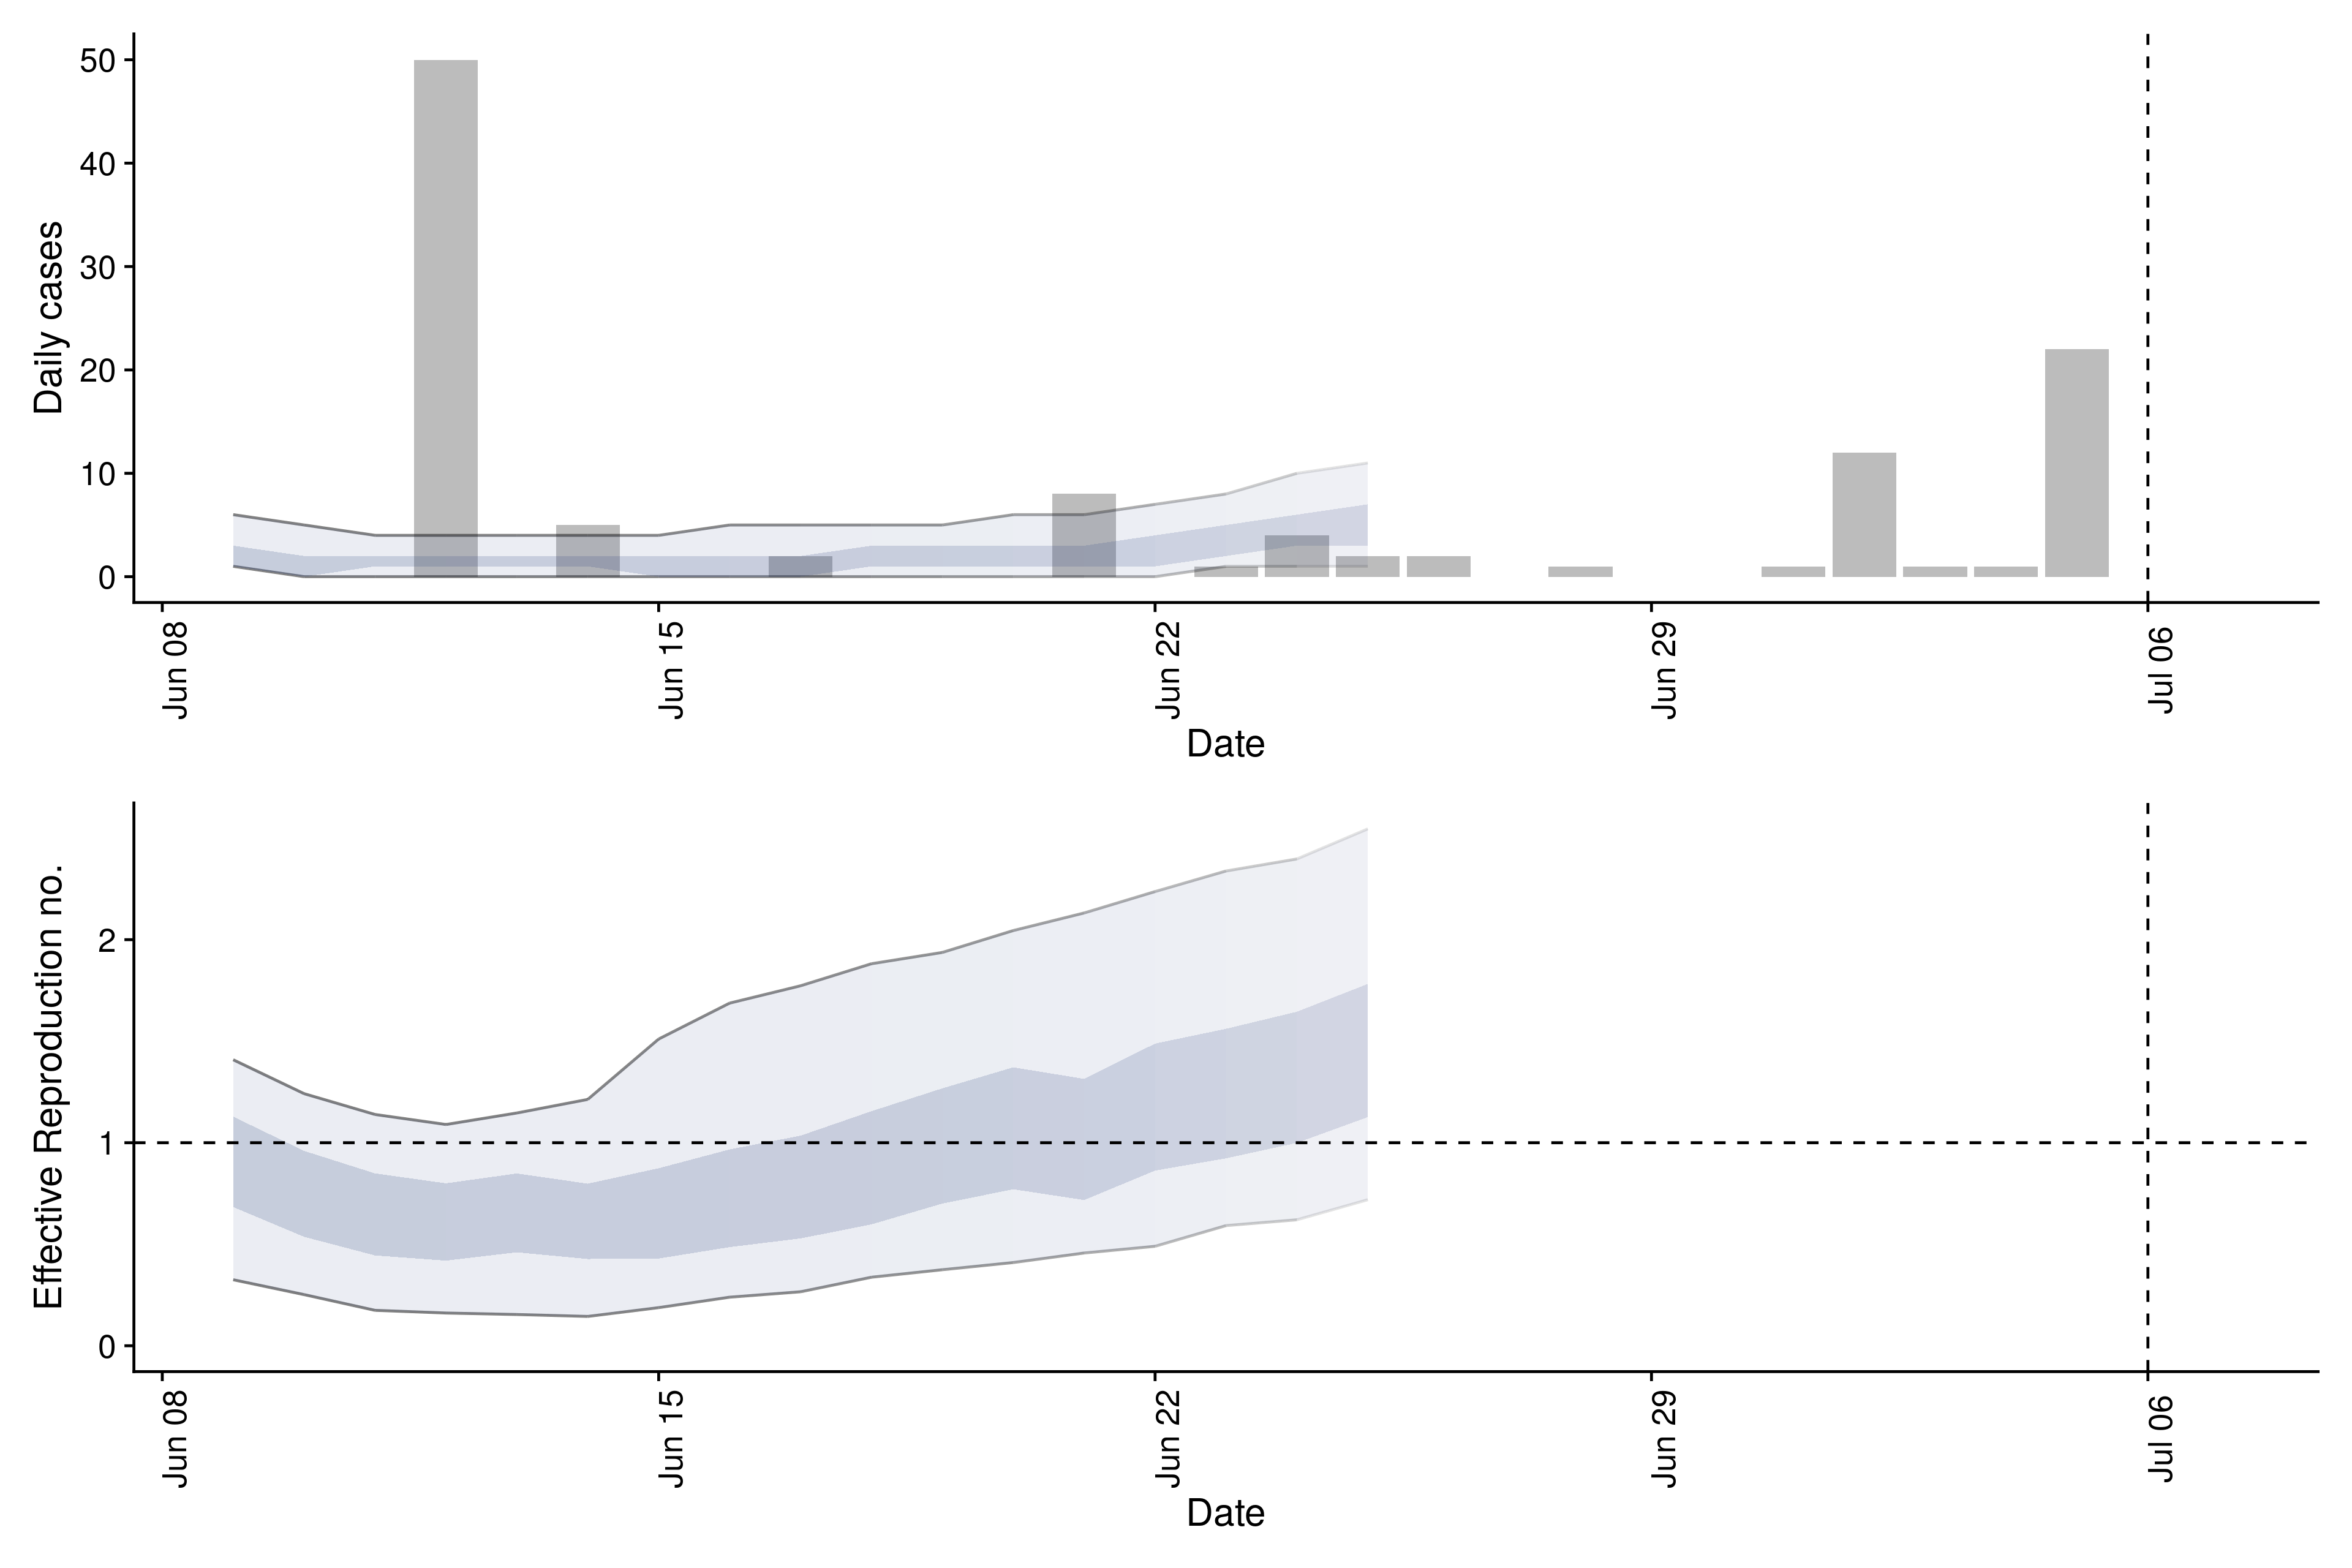 50
40
30
20
10
0
Daily cases
Jun 08
Jun 15
Jun 22
Jun 29
Jul 06
Date
2
1
0
Effective Reproduction no.
Jun 08
Jun 15
Jun 22
Jun 29
Jul 06
Date